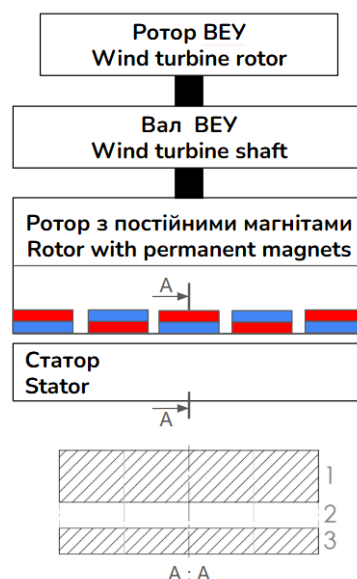 Ротор ВЕУ
Wind turbine rotor
Вал ВЕУ
Wind turbine shaft
Ротор з постійними магнітами
Rotor with permanent magnets
A
Статор
Stator
A
1
2
3
A : A